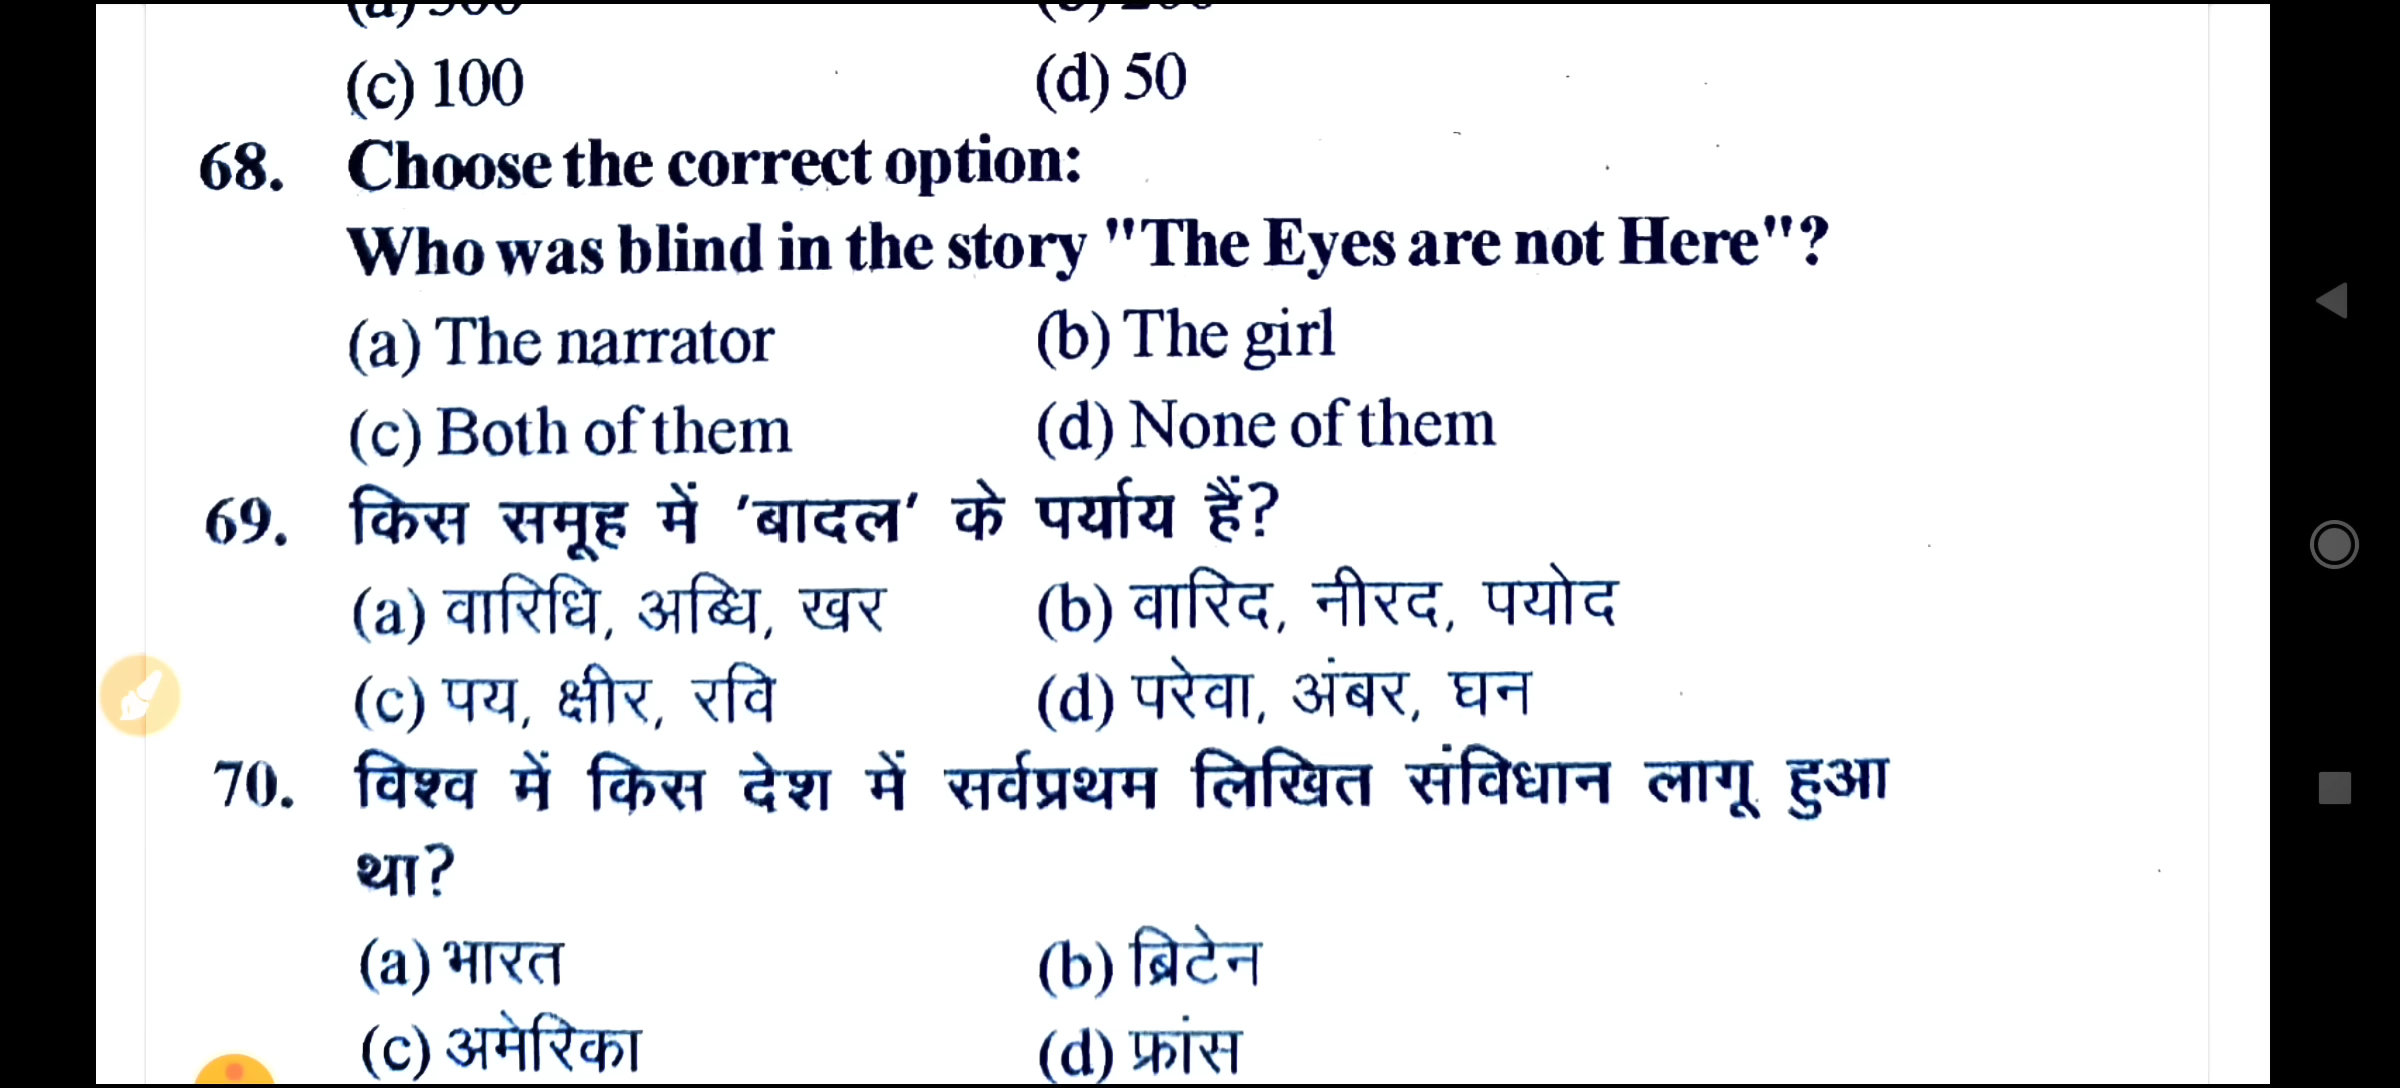 (c) 100 (d) 50
68. Choose the correct option:
Who was blind in the story "The Eyes are not Here"?
(a) The narrator (b) The girl
(c) Both of them (d) None of them
69. किस समूह में 'बादल' के पर्याय हैं?
(a) वारिधि, अब्धि, खर (b) वारिद, नीरद, पयोद
(c) पय, क्षीर, रवि (d) परेवा, अंबर, घन
70. विश्व में किस देश में सर्वप्रथम लिखित संविधान लागू हुआ
था?
(a) भारत (b) ब्रिटेन
(c) अमेरिका (d) फ्रांस